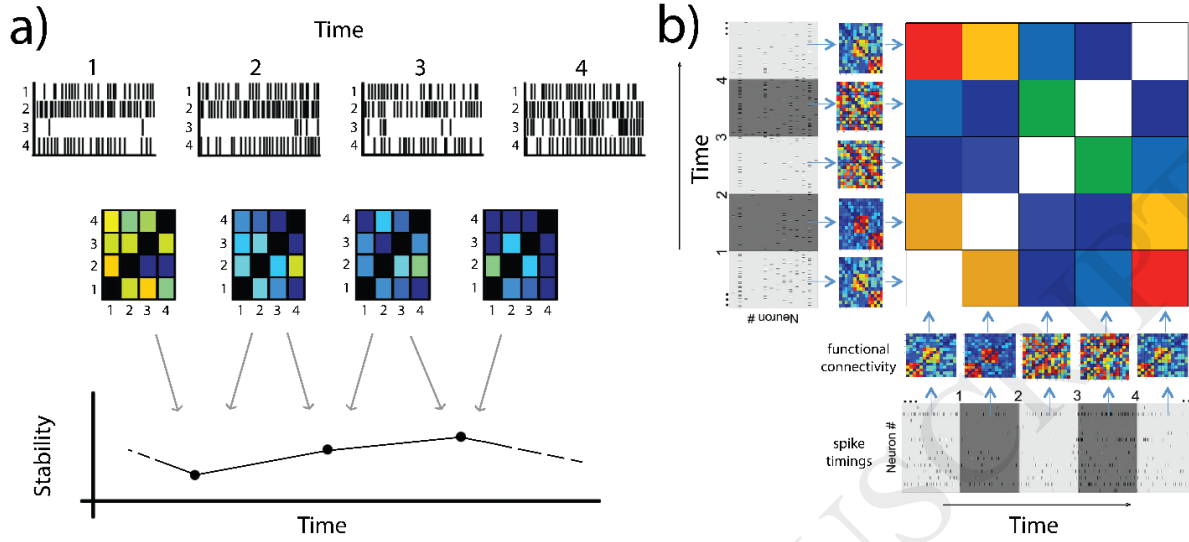 a)
Time
1 2 3 4
1 1 1 1
2 2 2 2
3 3 3 3
4 4 4 4
4 4 4 4
3 3 3 3
2 2 2 2
1 1 1 1
1 2 3 4 1 2 3 4 1 2 3 4 1 2 3 4
Stability
Time
b)
...
4
3
2
1
...
Time
Neuron #
functional
connectivity
... 1 2 3 4 ...
Neuron #
spike
timings
Time
USCRIPT